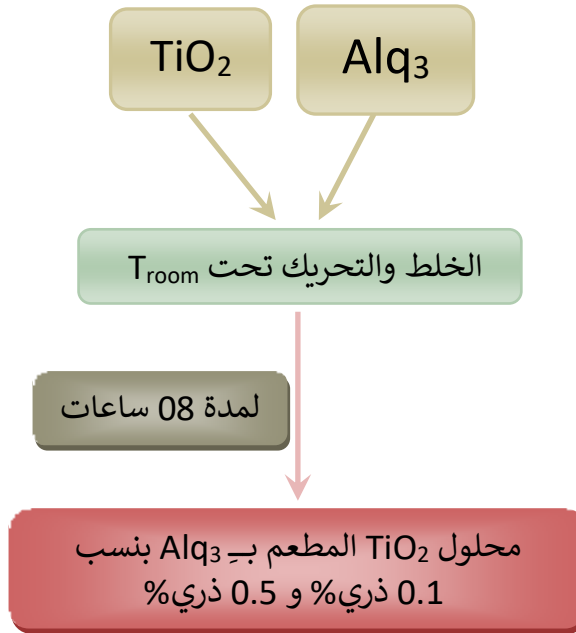 TiO₂
Alq₃
الخلط والتحريك تحت T_room
لمدة 08 ساعات
محلول TiO₂ المطعم بـِ Alq₃ بنسب
0.1 ذري% و 0.5 ذري%